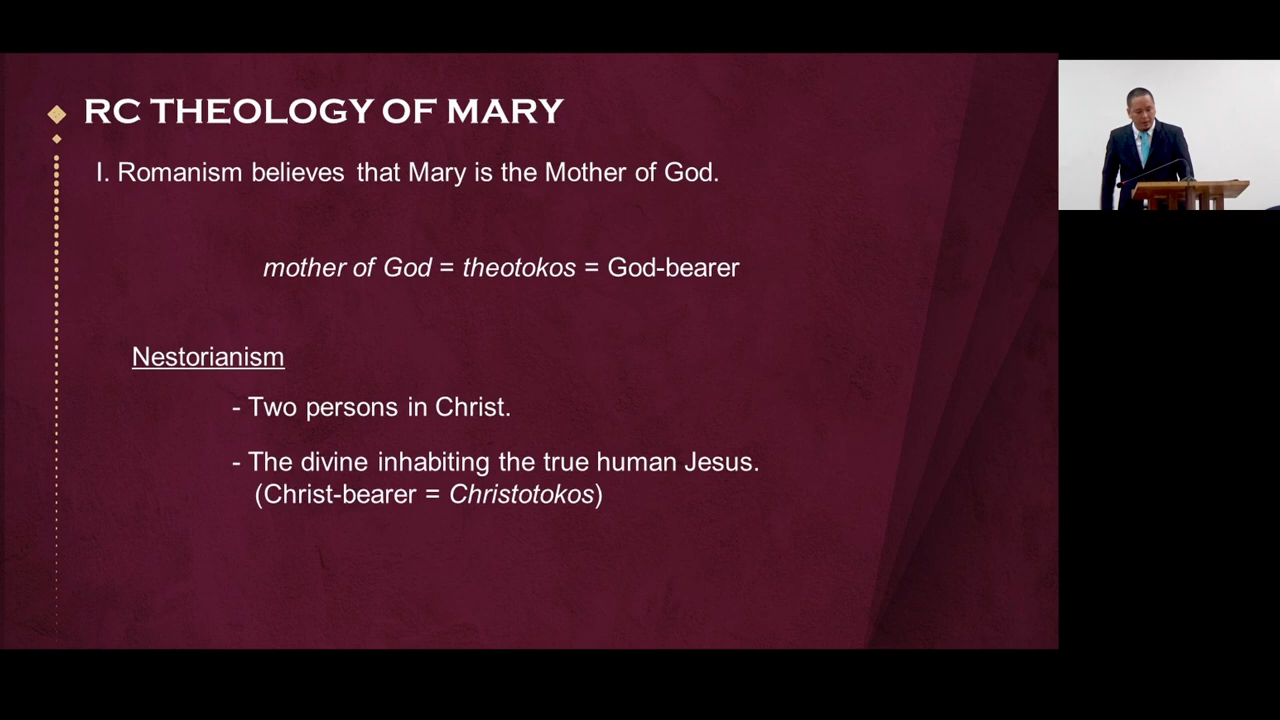 RC THEOLOGY OF MARY
I. Romanism believes that Mary is the Mother of God.
mother of God = theotokos = God-bearer
Nestorianism
- Two persons in Christ.
- The divine inhabiting the true human Jesus.
(Christ-bearer = Christotokos)